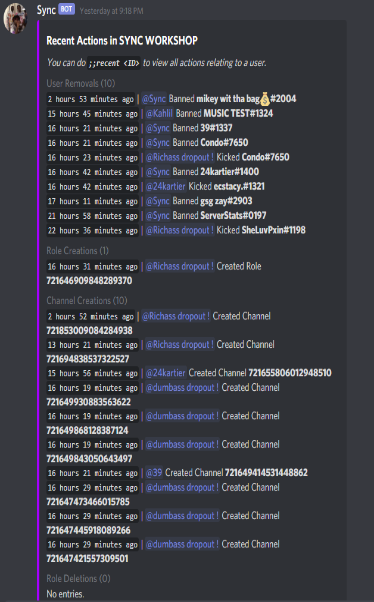 Sync BOT Yesterday at 9:18 PM
Recent Actions in SYNC WORKSHOP
You can do ;;recent <ID> to view all actions relating to a user.
User Removals (10)
2 hours 53 minutes ago | @Sync Banned mikey wit tha bag💰#2004
15 hours 45 minutes ago | @Kahlil Banned MUSIC TEST#1324
16 hours 21 minutes ago | @Sync Banned 39#1337
16 hours 21 minutes ago | @Sync Banned Condo#7650
16 hours 23 minutes ago | @Richass dropout ! Kicked Condo#7650
16 hours 42 minutes ago | @Sync Banned 24kartier#1400
16 hours 42 minutes ago | @24kartier Kicked ecstacy.#1321
17 hours 11 minutes ago | @Sync Banned gsg zay#2903
21 hours 58 minutes ago | @Sync Banned ServerStats#0197
22 hours 36 minutes ago | @Richass dropout ! Kicked SheLuvPxin#1198
Role Creations (1)
16 hours 31 minutes ago | @Richass dropout ! Created Role
721646909848289370
Channel Creations (10)
2 hours 52 minutes ago | @Richass dropout ! Created Channel
721853009084284938
13 hours 21 minutes ago | @Richass dropout ! Created Channel
721694838537322527
15 hours 56 minutes ago | @24kartier Created Channel 721655806012948510
16 hours 19 minutes ago | @dumbass dropout ! Created Channel
721649930883563622
16 hours 19 minutes ago | @dumbass dropout ! Created Channel
721649868128387124
16 hours 19 minutes ago | @dumbass dropout ! Created Channel
721649843050643497
16 hours 21 minutes ago | @39 Created Channel 721649414531448862
16 hours 29 minutes ago | @dumbass dropout ! Created Channel
721647473466015785
16 hours 29 minutes ago | @dumbass dropout ! Created Channel
721647445918089266
16 hours 29 minutes ago | @dumbass dropout ! Created Channel
721647421557309501
Role Deletions (0)
No entries.